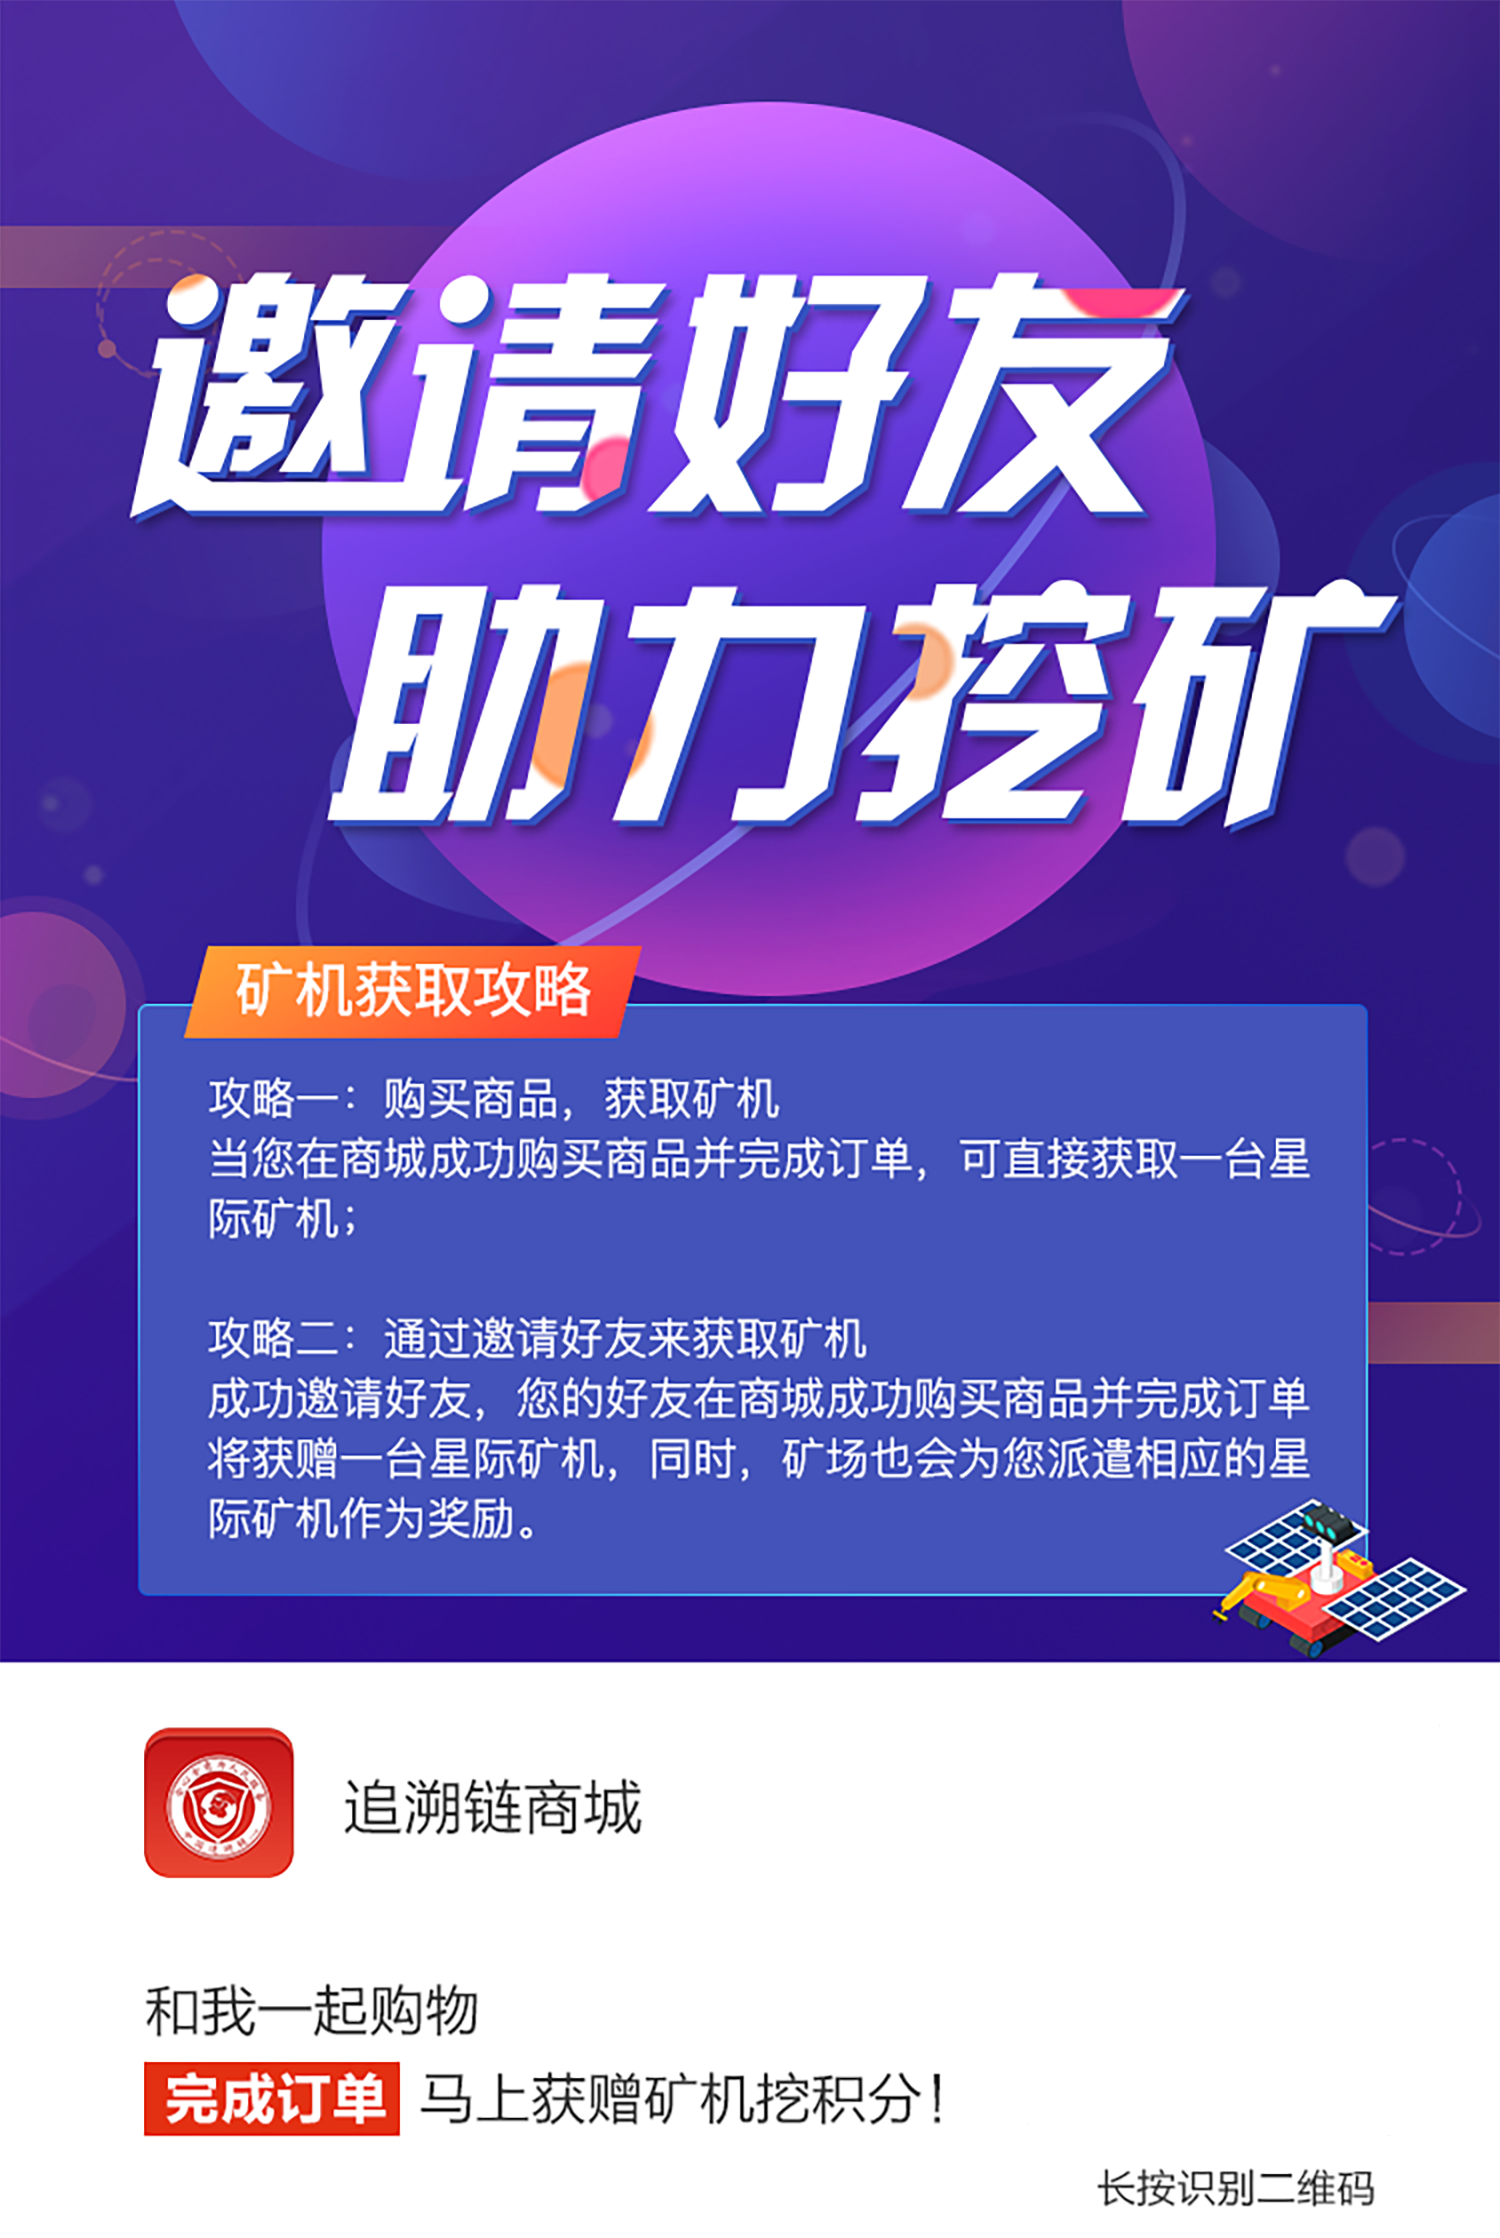 邀请好友
助力挖矿
矿机获取攻略
攻略一：购买商品，获取矿机
当您在商城成功购买商品并完成订单，可直接获取一台星
际矿机；
攻略二：通过邀请好友来获取矿机
成功邀请好友，您的好友在商城成功购买商品并完成订单
将获赠一台星际矿机，同时，矿场也会为您派遣相应的星
际矿机作为奖励。
追溯链商城
和我一起购物
完成订单 马上获赠矿机挖积分！
长按识别二维码